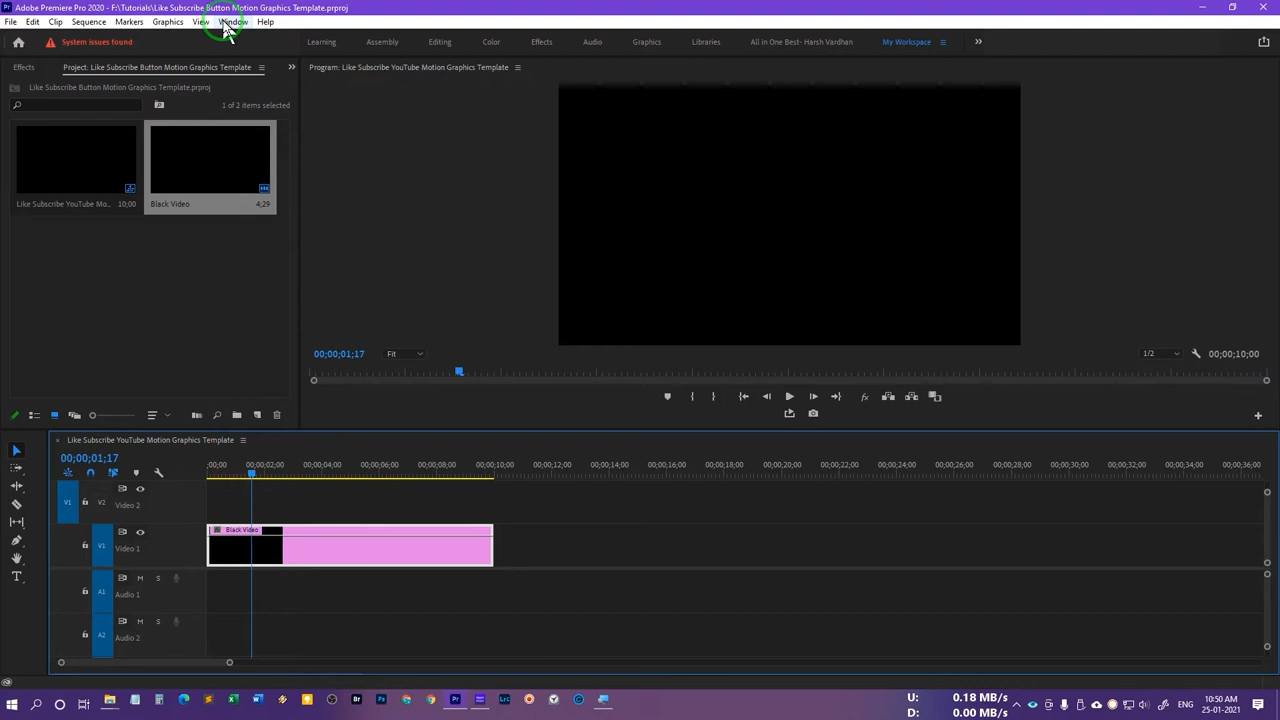 Pr Adobe Premiere Pro 2020 - F:\Tutorials\Like Subscribe Button Motion Graphics Template.prproj
File Edit Clip Sequence Markers Graphics View Window Help
System issues found Learning Assembly Editing Color Effects Audio Graphics Libraries All in One Best- Harsh Vardhan My Workspace
Effects Project: Like Subscribe Button Motion Graphics Template Program: Like Subscribe YouTube Motion Graphics Template
Like Subscribe Button Motion Graphics Template.prproj
1 of 2 items selected
Like Subscribe YouTube Mo... 10;00 Black Video 4;29
00;00;01;17 Fit 1/2 00;00;10;00
fx
Like Subscribe YouTube Motion Graphics Template
00;00;01;17
;00;00 00;00;02;00 00;00;04;00 00;00;06;00 00;00;08;00 00;00;10;00 00;00;12;00 00;00;14;00 00;00;16;00 00;00;18;00 00;00;20;00 00;00;22;00 00;00;24;00 00;00;26;00 00;00;28;00 00;00;30;00 00;00;32;00 00;00;34;00 00;00;36;00
V1 V2 Video 2
Black Video
V1 Video 1
A1 M S Audio 1
A2 M S Audio 2
Br Ps Pr Lrc
U: 0.18 MB/s
D: 0.00 MB/s
ENG
10:50 AM
25-01-2021